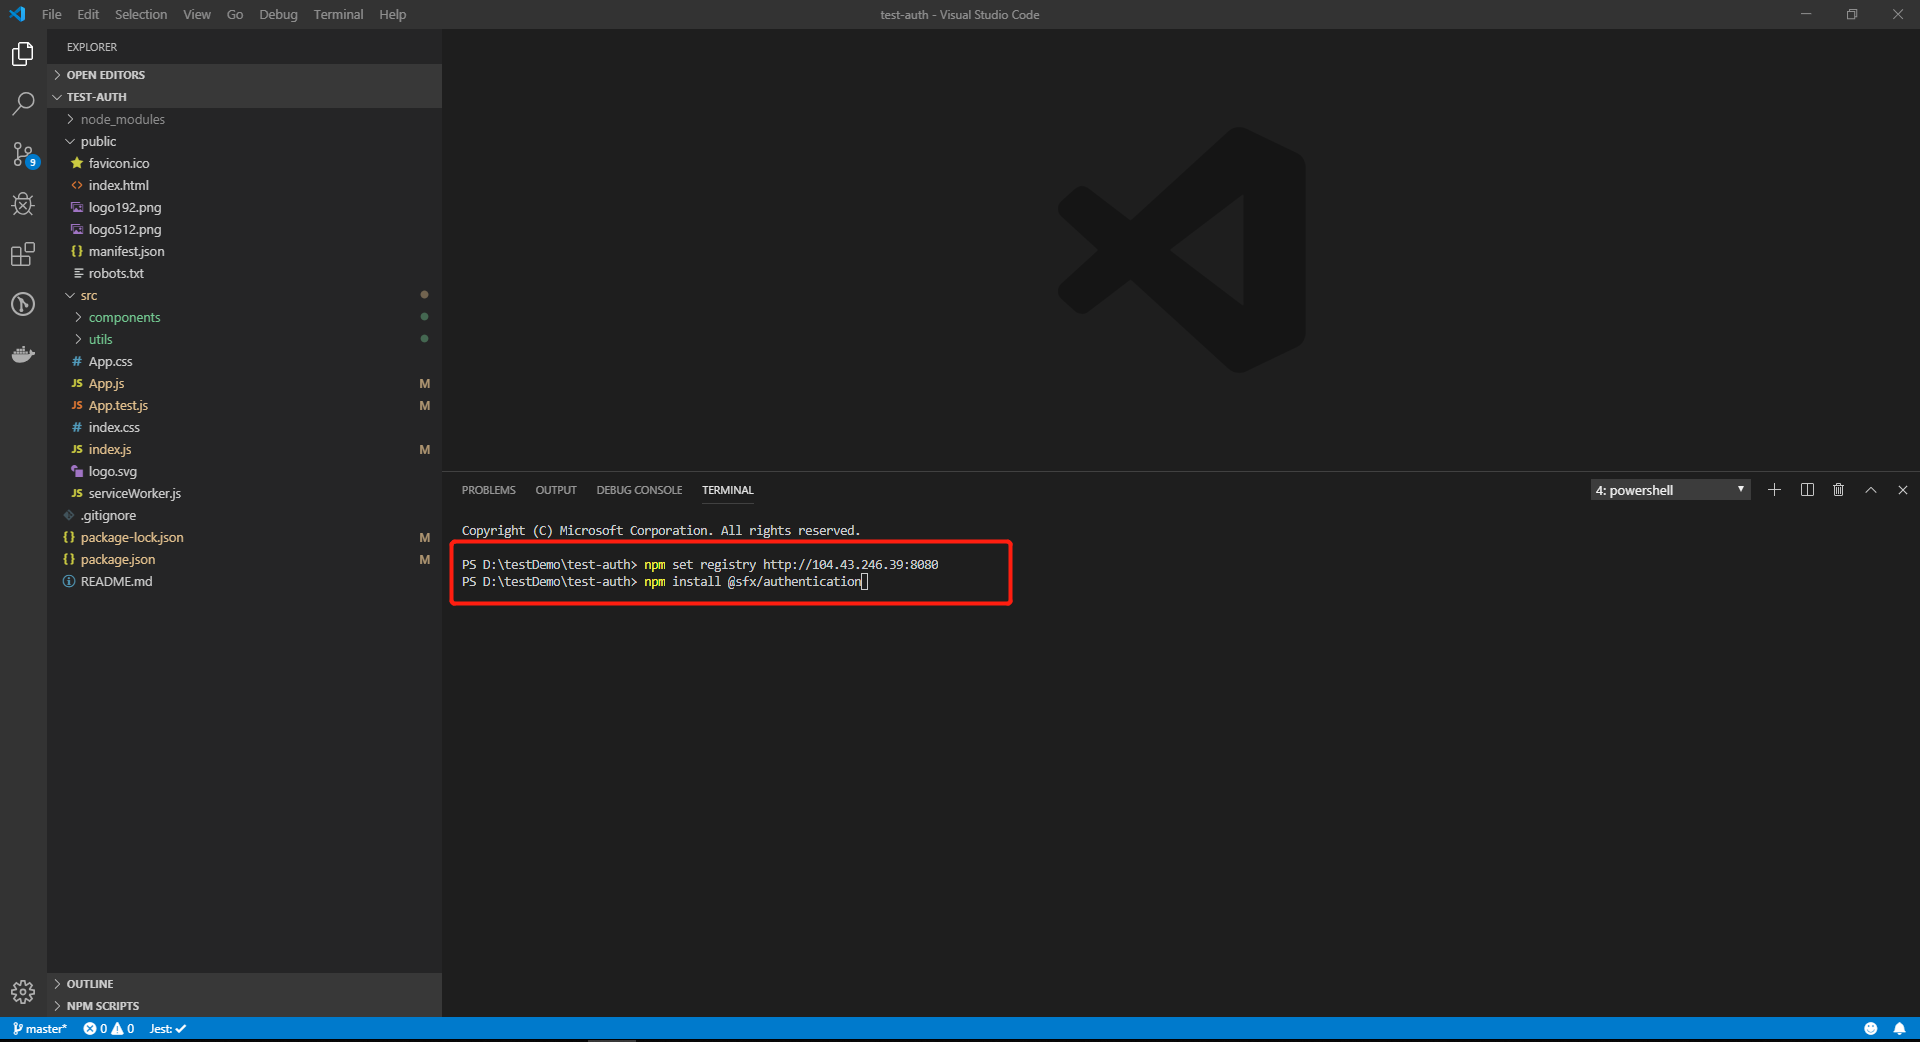 File Edit Selection View Go Debug Terminal Help
test-auth - Visual Studio Code
EXPLORER
OPEN EDITORS
TEST-AUTH
node_modules
public
favicon.ico
<> index.html
logo192.png
logo512.png
{} manifest.json
robots.txt
src
components
utils
# App.css
JS App.js M
JS App.test.js M
# index.css
JS index.js M
logo.svg
JS serviceWorker.js
.gitignore
{} package-lock.json M
{} package.json M
README.md
OUTLINE
NPM SCRIPTS
9
PROBLEMS OUTPUT DEBUG CONSOLE TERMINAL
4: powershell
Copyright (C) Microsoft Corporation. All rights reserved.
PS D:\testDemo\test-auth> npm set registry http://104.43.246.39:8080
PS D:\testDemo\test-auth> npm install @sfx/authentication
master* 0 0 Jest: ✓